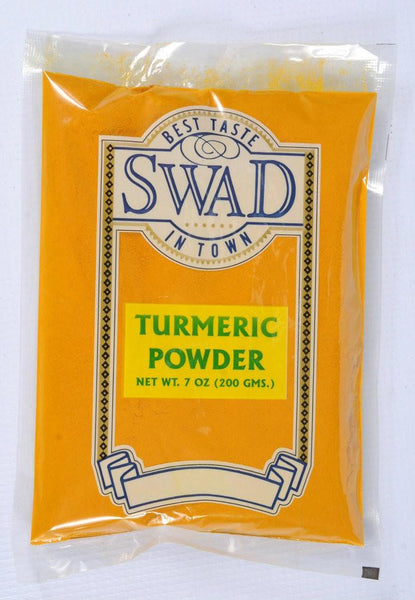 BEST TASTE
SWAD
IN TOWN
TURMERIC
POWDER
NET WT. 7 OZ (200 GMS.)